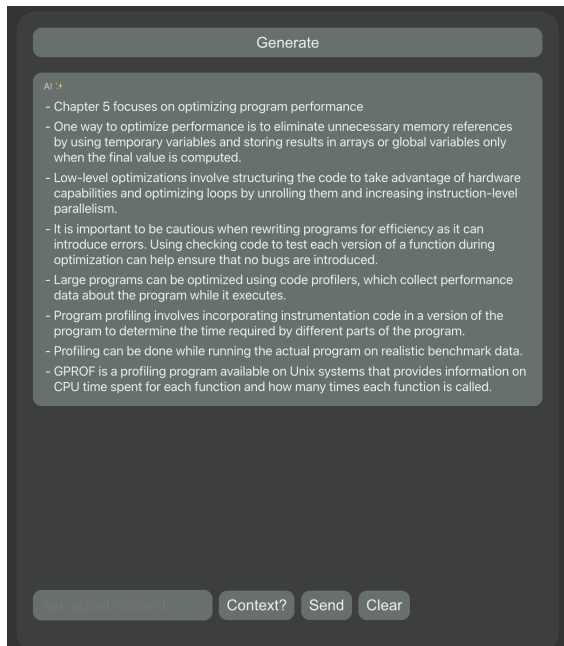 Generate
AI ✨
- Chapter 5 focuses on optimizing program performance
- One way to optimize performance is to eliminate unnecessary memory references
by using temporary variables and storing results in arrays or global variables only
when the final value is computed.
- Low-level optimizations involve structuring the code to take advantage of hardware
capabilities and optimizing loops by unrolling them and increasing instruction-level
parallelism.
- It is important to be cautious when rewriting programs for efficiency as it can
introduce errors. Using checking code to test each version of a function during
optimization can help ensure that no bugs are introduced.
- Large programs can be optimized using code profilers, which collect performance
data about the program while it executes.
- Program profiling involves incorporating instrumentation code in a version of the
program to determine the time required by different parts of the program.
- Profiling can be done while running the actual program on realistic benchmark data.
- GPROF is a profiling program available on Unix systems that provides information on
CPU time spent for each function and how many times each function is called.
Ask about content Context? Send Clear